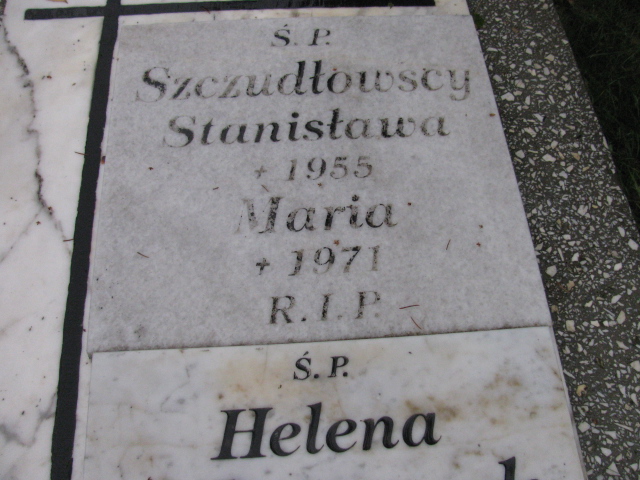 Ś. P.
Szczudłowscy
Stanisława
+ 1955
Maria
+ 1971
R. I. P.
Ś. P.
Helena